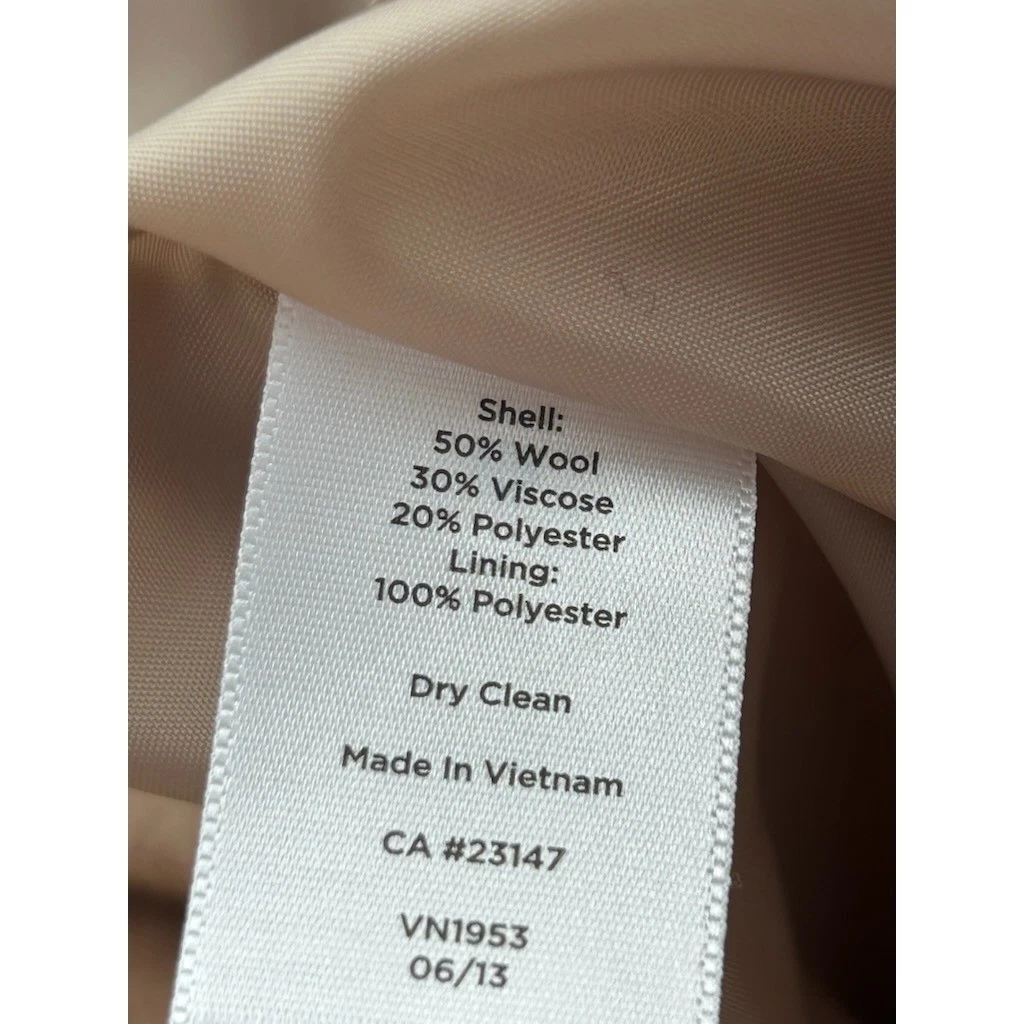 Shell:
50% Wool
30% Viscose
20% Polyester
Lining:
100% Polyester
Dry Clean
Made In Vietnam
CA #23147
VN1953
06/13